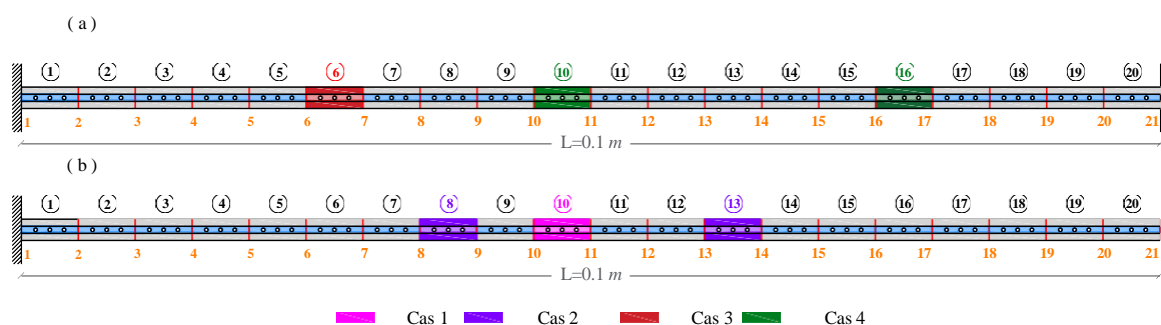 ( a )
1 2 3 4 5 6 7 8 9 10 11 12 13 14 15 16 17 18 19 20
1 2 3 4 5 6 7 8 9 10 11 12 13 14 15 16 17 18 19 20 21
L=0.1 m
( b )
1 2 3 4 5 6 7 8 9 10 11 12 13 14 15 16 17 18 19 20
1 2 3 4 5 6 7 8 9 10 11 12 13 14 15 16 17 18 19 20 21
L=0.1 m
Cas 1 Cas 2 Cas 3 Cas 4